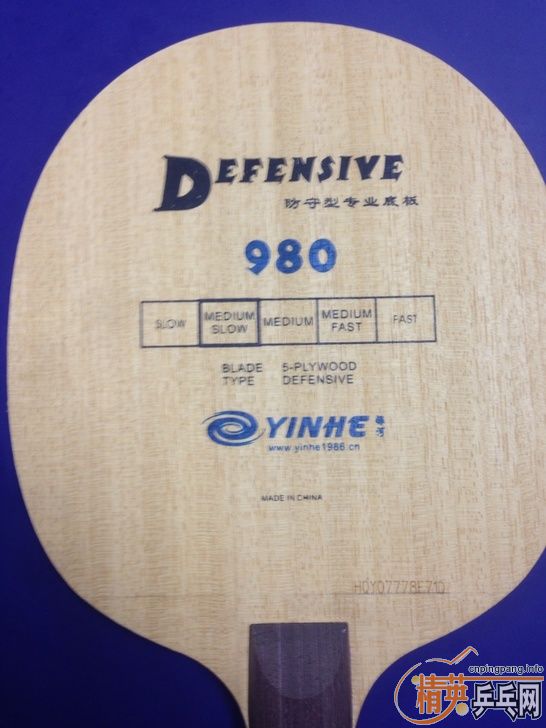 DEFENSIVE
防守型专业底板
980
SLOW MEDIUM SLOW MEDIUM MEDIUM FAST FAST
BLADE 5-PLYWOOD
TYPE DEFENSIVE
YINHE 银河
www.yinhe1986.cn
MADE IN CHINA
HQY07778E710
cnpingpang.info
精英乒乓网